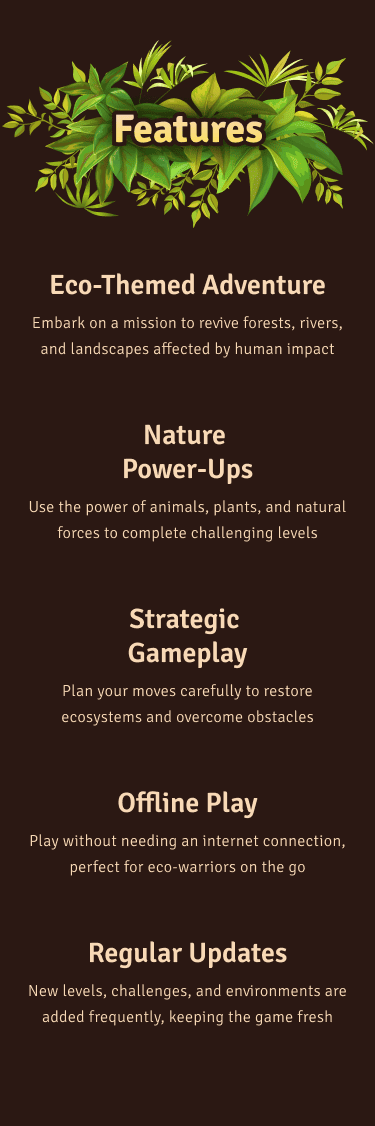 Features
Eco-Themed Adventure
Embark on a mission to revive forests, rivers,
and landscapes affected by human impact
Nature
Power-Ups
Use the power of animals, plants, and natural
forces to complete challenging levels
Strategic
Gameplay
Plan your moves carefully to restore
ecosystems and overcome obstacles
Offline Play
Play without needing an internet connection,
perfect for eco-warriors on the go
Regular Updates
New levels, challenges, and environments are
added frequently, keeping the game fresh